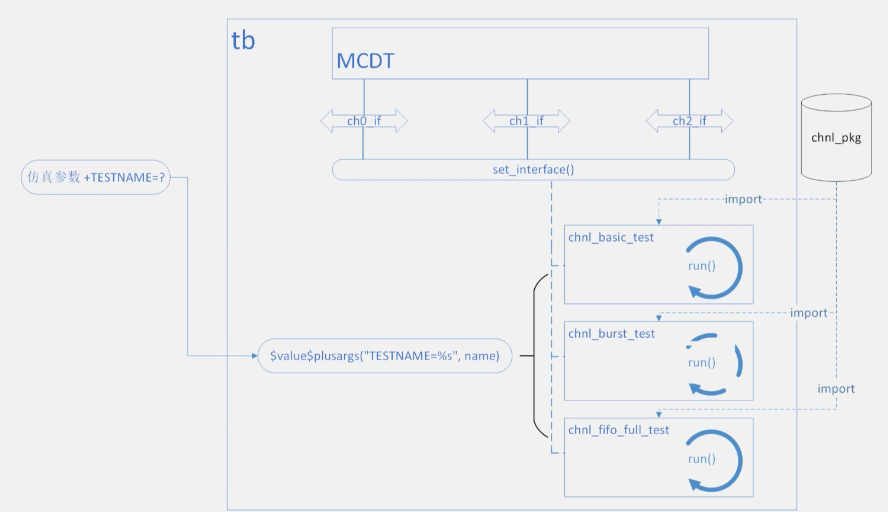 tb
MCDT
ch0_if
ch1_if
ch2_if
chnl_pkg
set_interface()
仿真参数 +TESTNAME=?
import
chnl_basic_test
run()
import
chnl_burst_test
$value$plusargs("TESTNAME=%s", name)
run()
import
chnl_fifo_full_test
run()